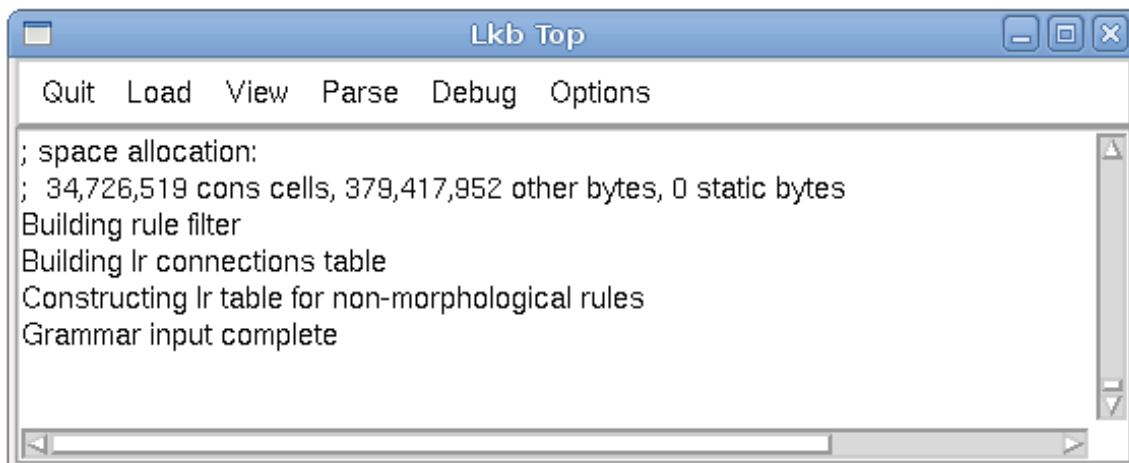 Lkb Top
Quit Load View Parse Debug Options
; space allocation:
;  34,726,519 cons cells, 379,417,952 other bytes, 0 static bytes
Building rule filter
Building lr connections table
Constructing lr table for non-morphological rules
Grammar input complete